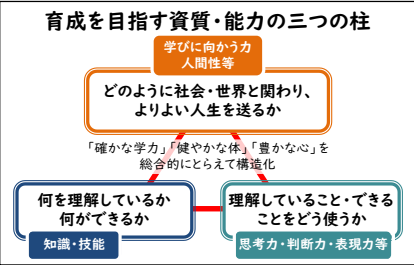 育成を目指す資質・能力の三つの柱
学びに向かう力
人間性等
どのように社会・世界と関わり、
よりよい人生を送るか
「確かな学力」「健やかな体」「豊かな心」を
総合的にとらえて構造化
何を理解しているか
何ができるか
知識・技能
理解していること・できる
ことをどう使うか
思考力・判断力・表現力等